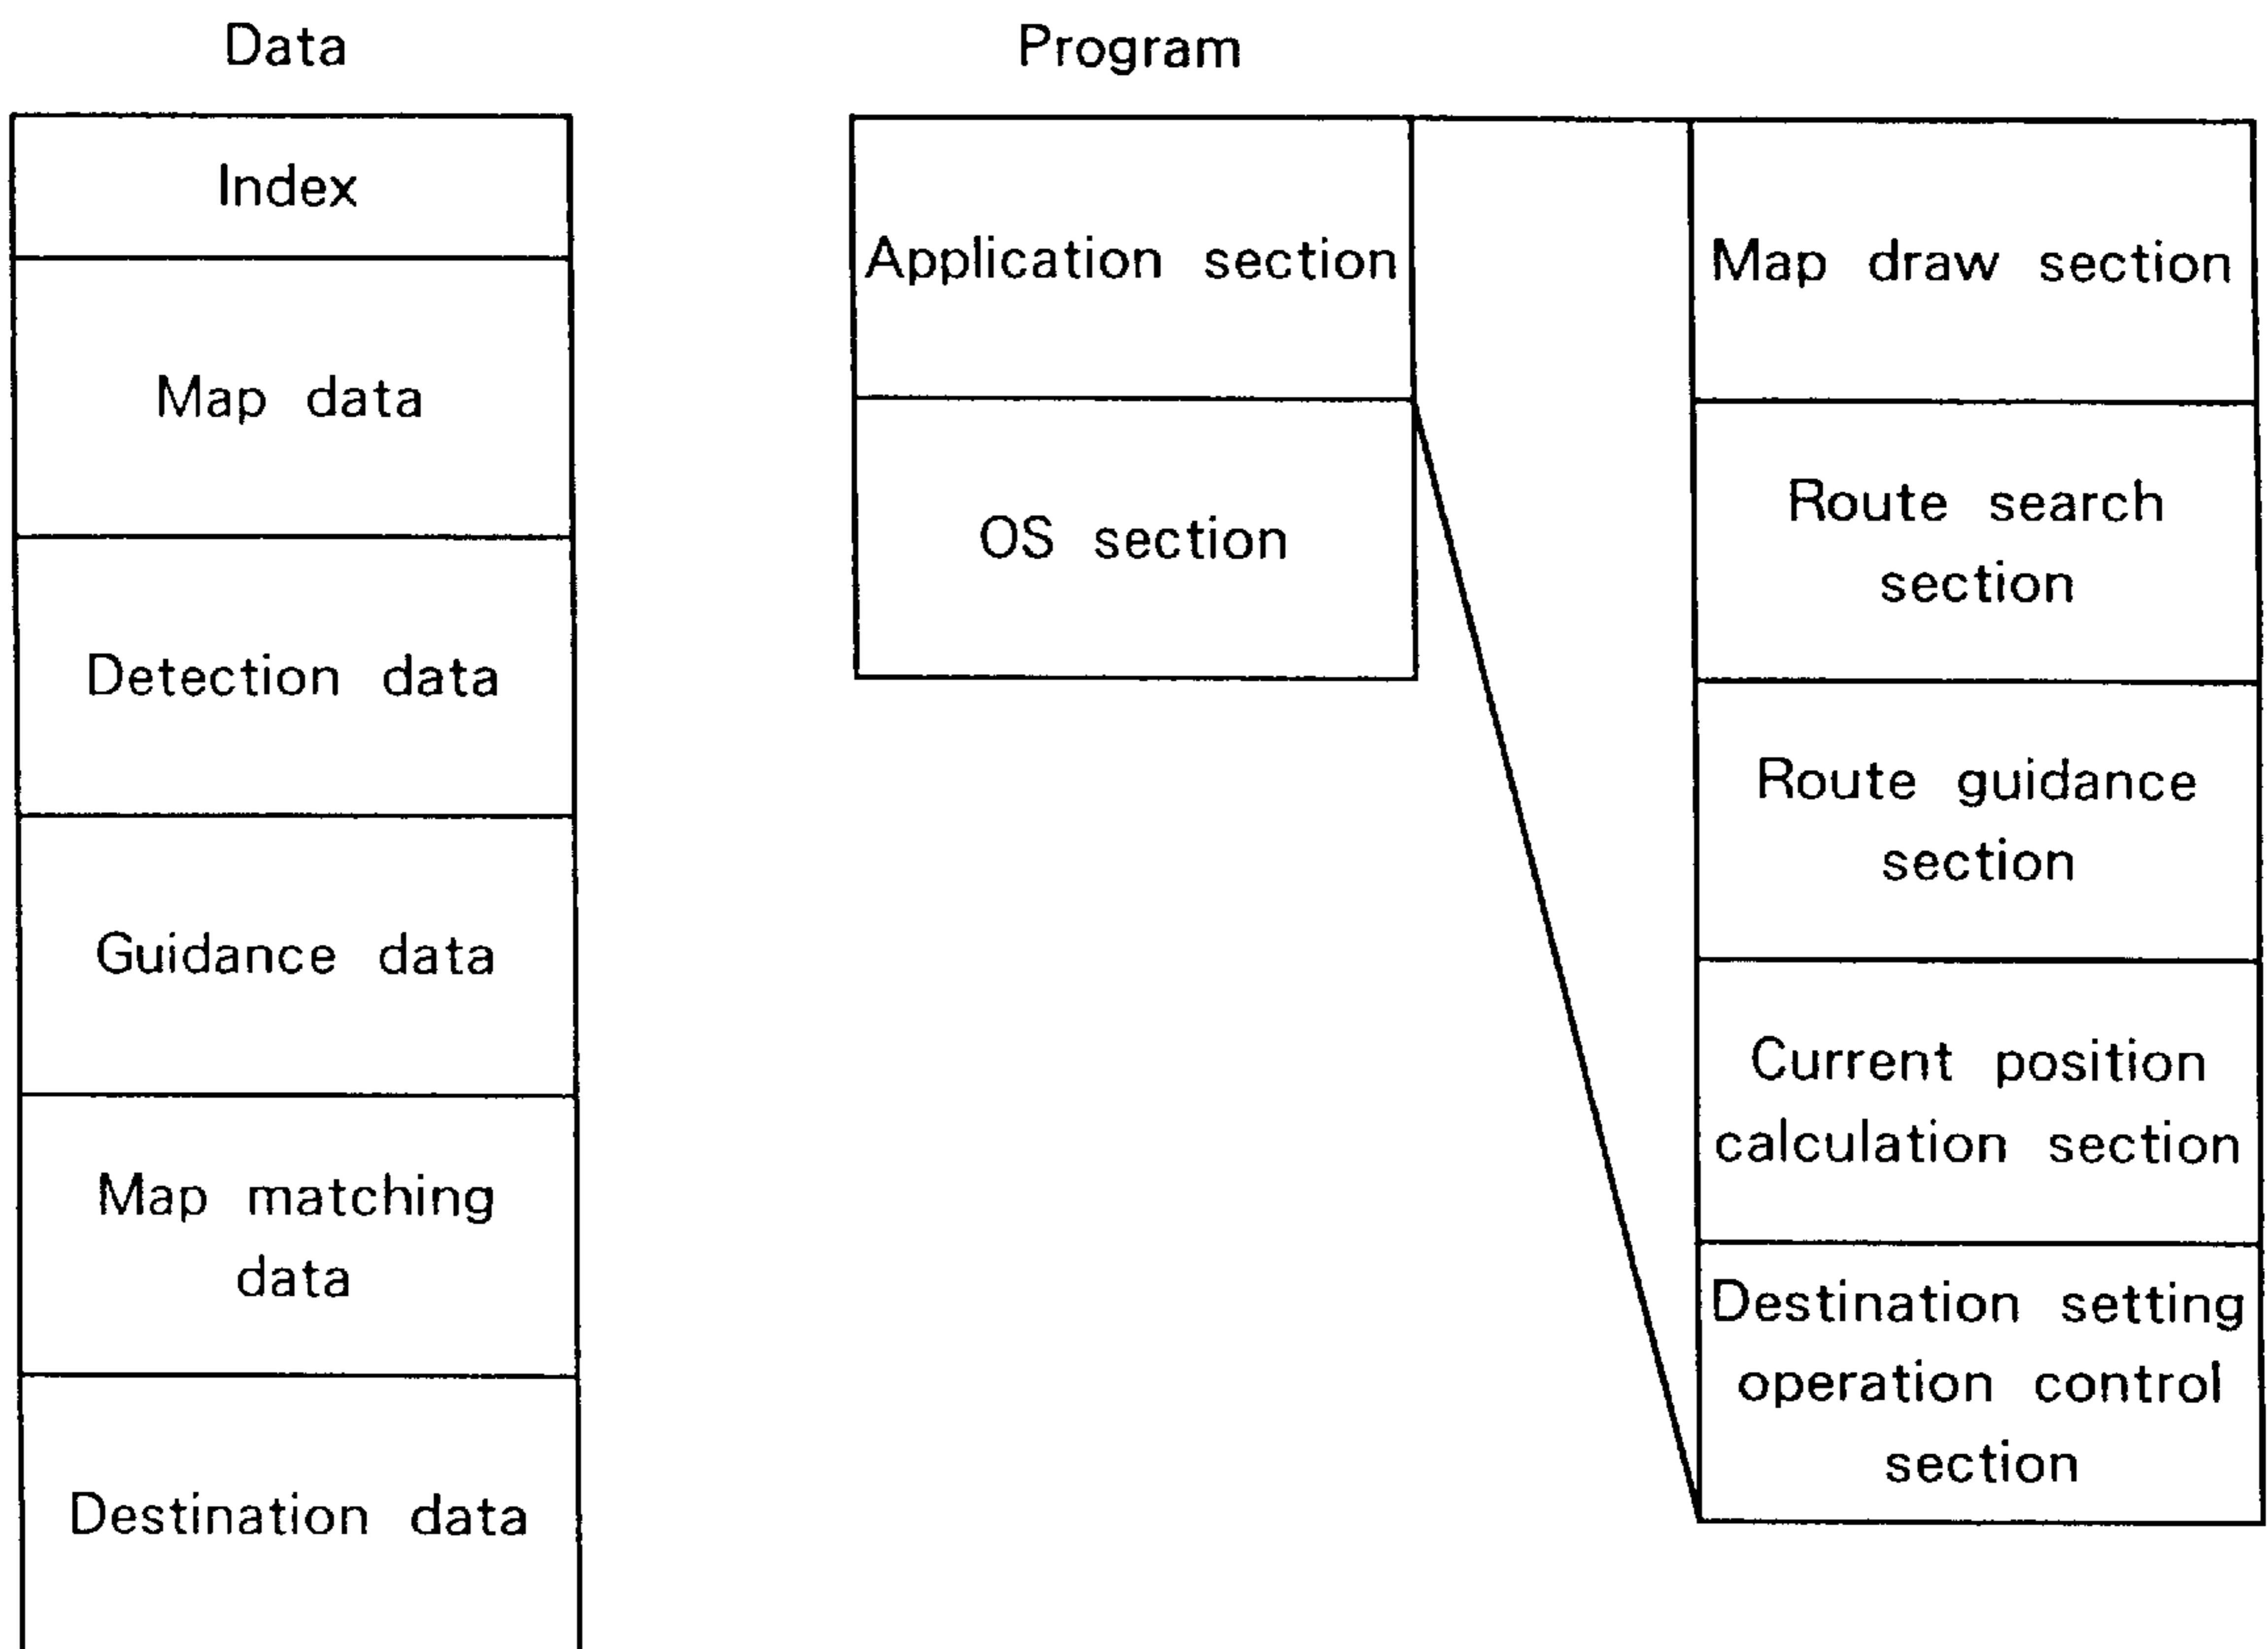 Data
Index
Map data
Detection data
Guidance data
Map matching
data
Destination data
Program
Application section
OS section
Map draw section
Route search
section
Route guidance
section
Current position
calculation section
Destination setting
operation control
section